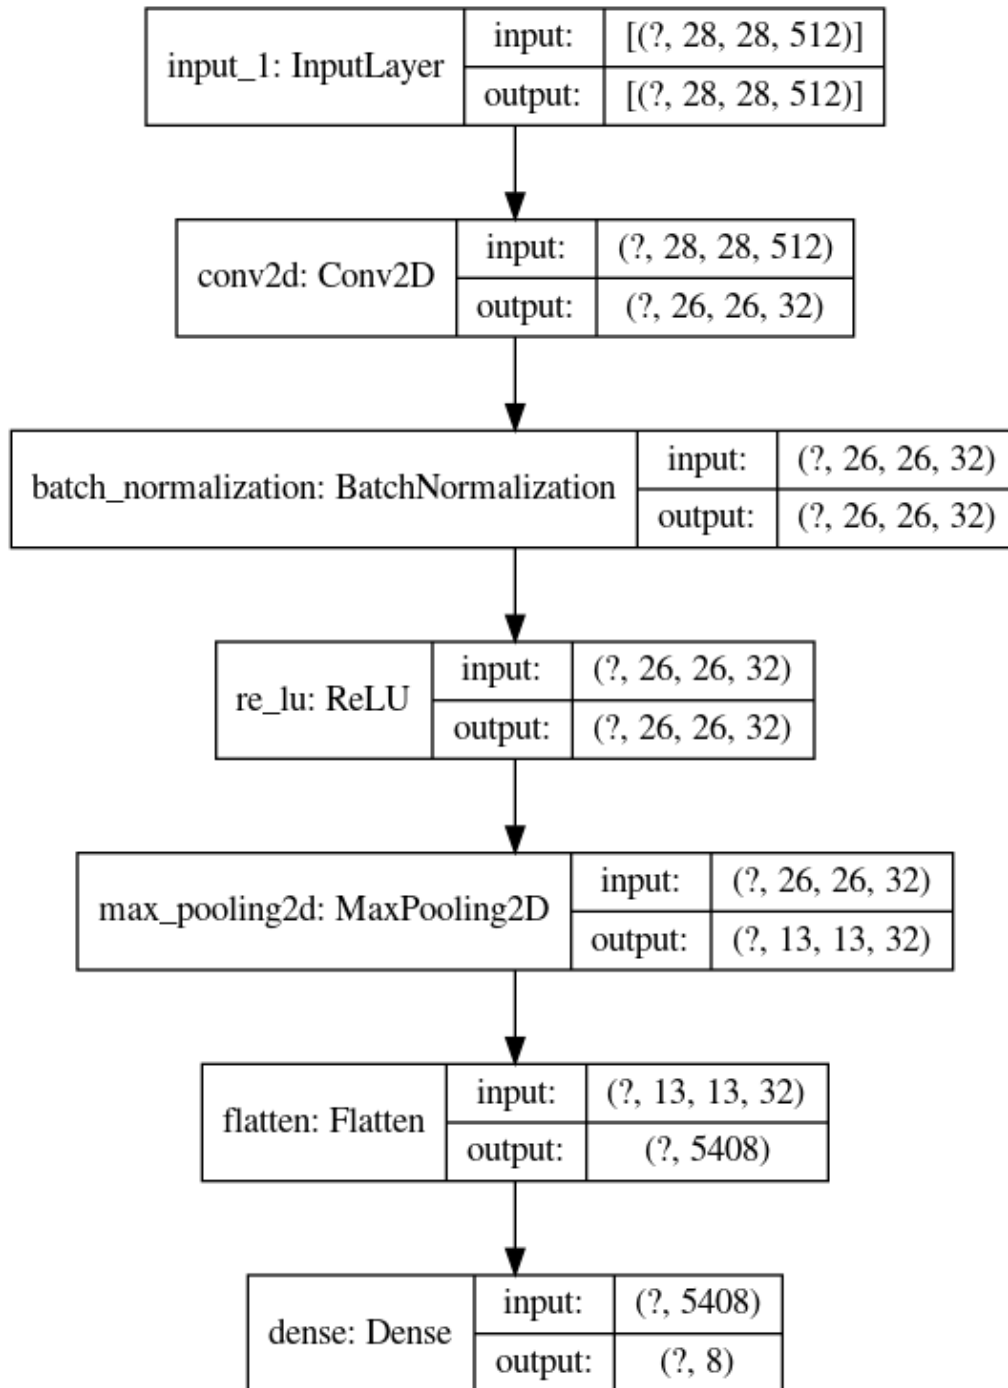 input_1: InputLayer
input: [(?, 28, 28, 512)]
output: [(?, 28, 28, 512)]
conv2d: Conv2D
input: (?, 28, 28, 512)
output: (?, 26, 26, 32)
batch_normalization: BatchNormalization
input: (?, 26, 26, 32)
output: (?, 26, 26, 32)
re_lu: ReLU
input: (?, 26, 26, 32)
output: (?, 26, 26, 32)
max_pooling2d: MaxPooling2D
input: (?, 26, 26, 32)
output: (?, 13, 13, 32)
flatten: Flatten
input: (?, 13, 13, 32)
output: (?, 5408)
dense: Dense
input: (?, 5408)
output: (?, 8)